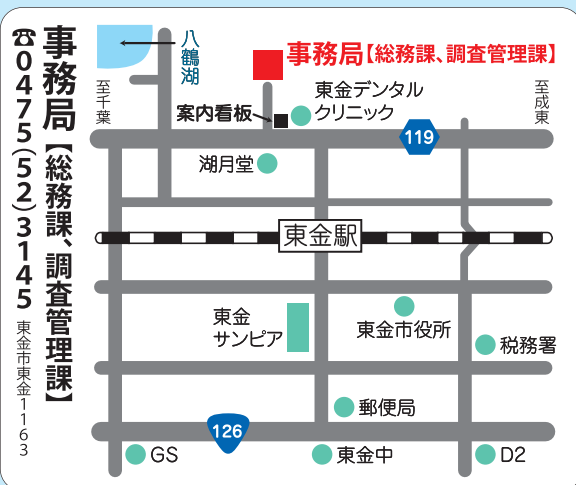 事務局【総務課、調査管理課】
☎0475(52)3145 東金市東金1163
八鶴湖
事務局【総務課、調査管理課】
至千葉
至成東
東金デンタル
クリニック
案内看板
119
湖月堂
東金駅
東金
サンピア
東金市役所
税務署
郵便局
126
GS
東金中
D2